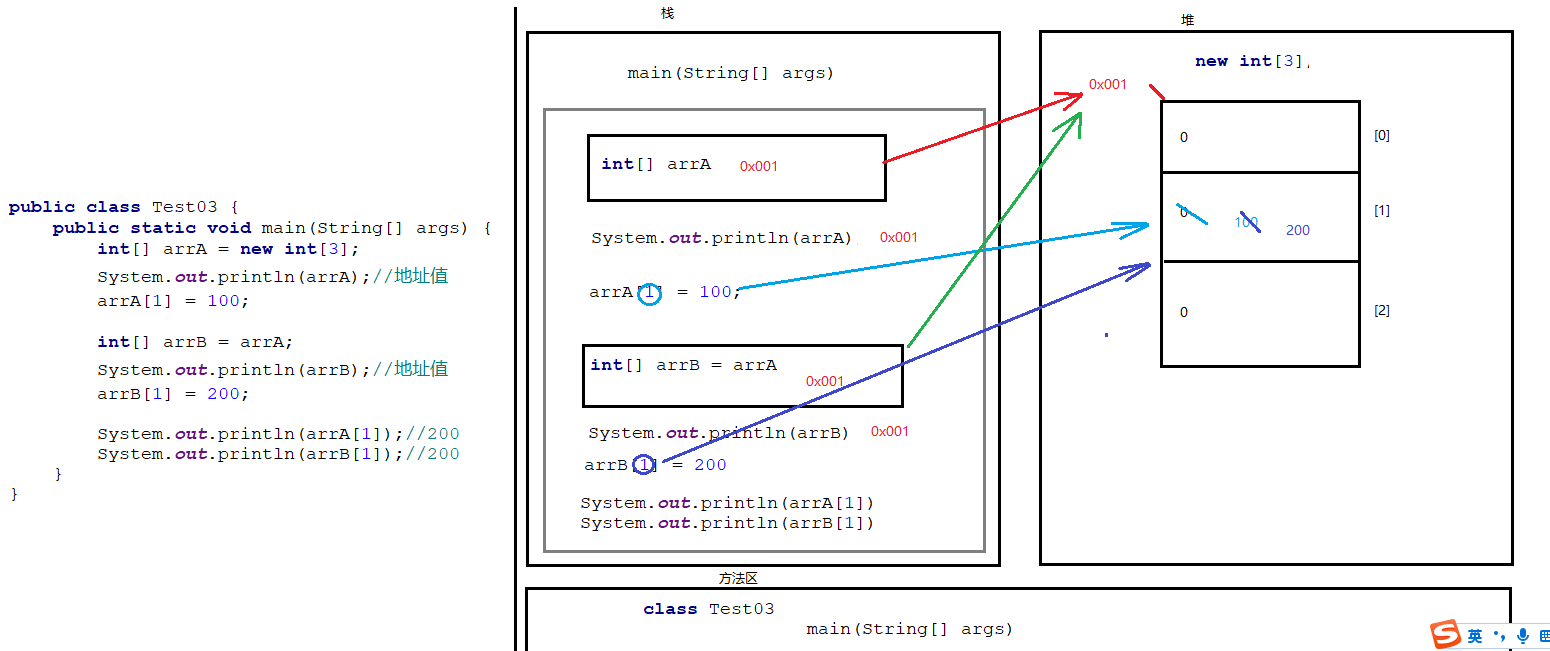 public class Test03 {
public static void main(String[] args) {
int[] arrA = new int[3];
System.out.println(arrA);//地址值
arrA[1] = 100;
int[] arrB = arrA;
System.out.println(arrB);//地址值
arrB[1] = 200;
System.out.println(arrA[1]);//200
System.out.println(arrB[1]);//200
}
}
栈
main(String[] args)
int[] arrA 0x001
System.out.println(arrA) 0x001
arrA[1] = 100;
int[] arrB = arrA
0x001
System.out.println(arrB) 0x001
arrB[1] = 200
System.out.println(arrA[1])
System.out.println(arrB[1])
堆
new int[3],
0x001
0 [0]
0 100 200 [1]
0 [2]
方法区
class Test03
main(String[] args)
S 英